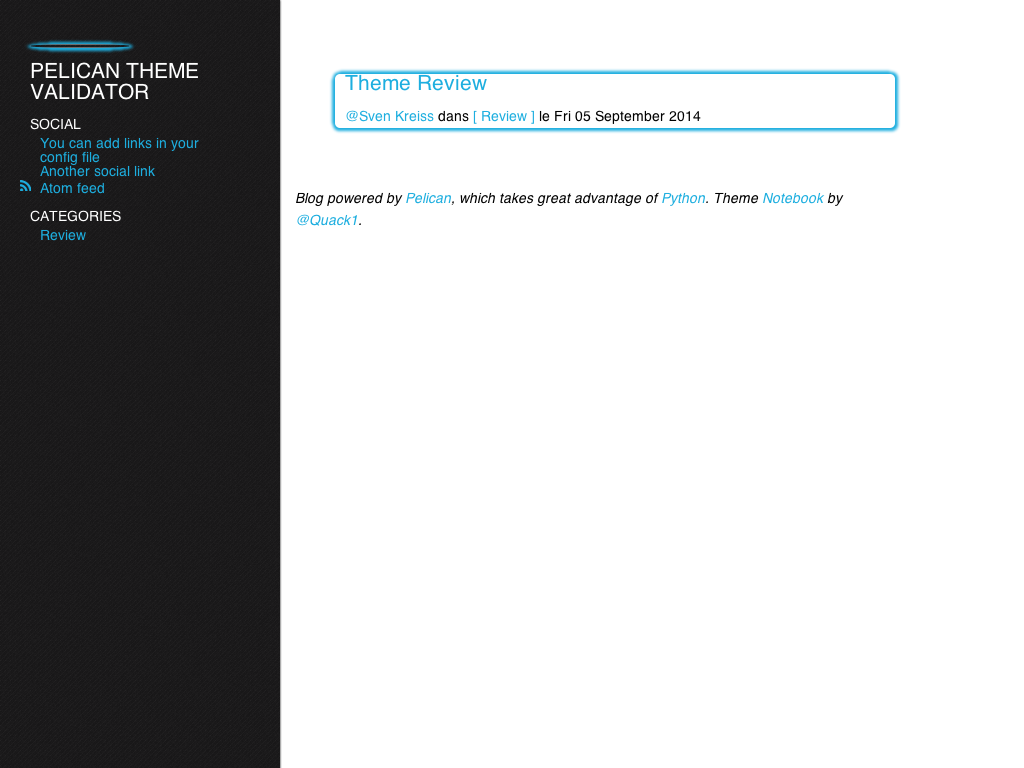 PELICAN THEME
VALIDATOR
SOCIAL
You can add links in your
config file
Another social link
Atom feed
CATEGORIES
Review
Theme Review
@Sven Kreiss dans [ Review ] le Fri 05 September 2014
Blog powered by Pelican, which takes great advantage of Python. Theme Notebook by
@Quack1.